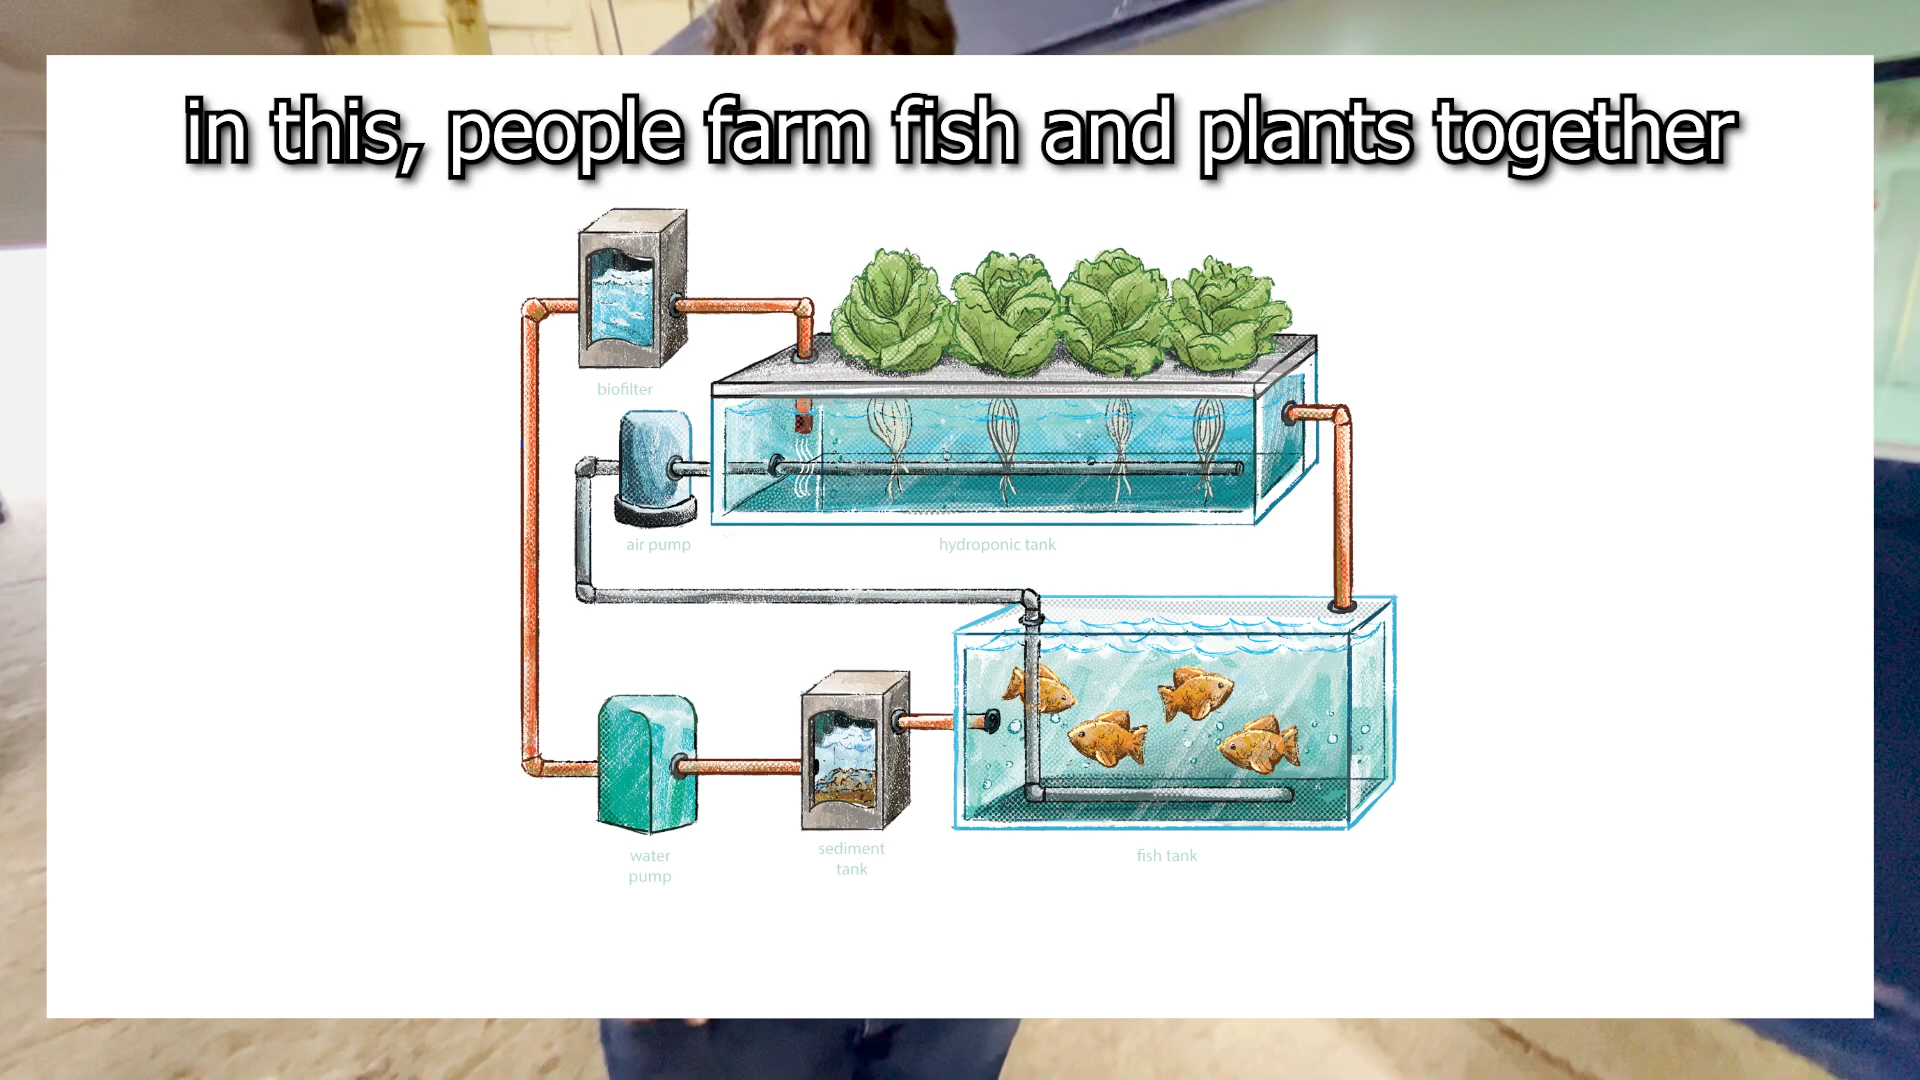 in this, people farm fish and plants together
biofilter
air pump
hydroponic tank
water
pump
sediment
tank
fish tank